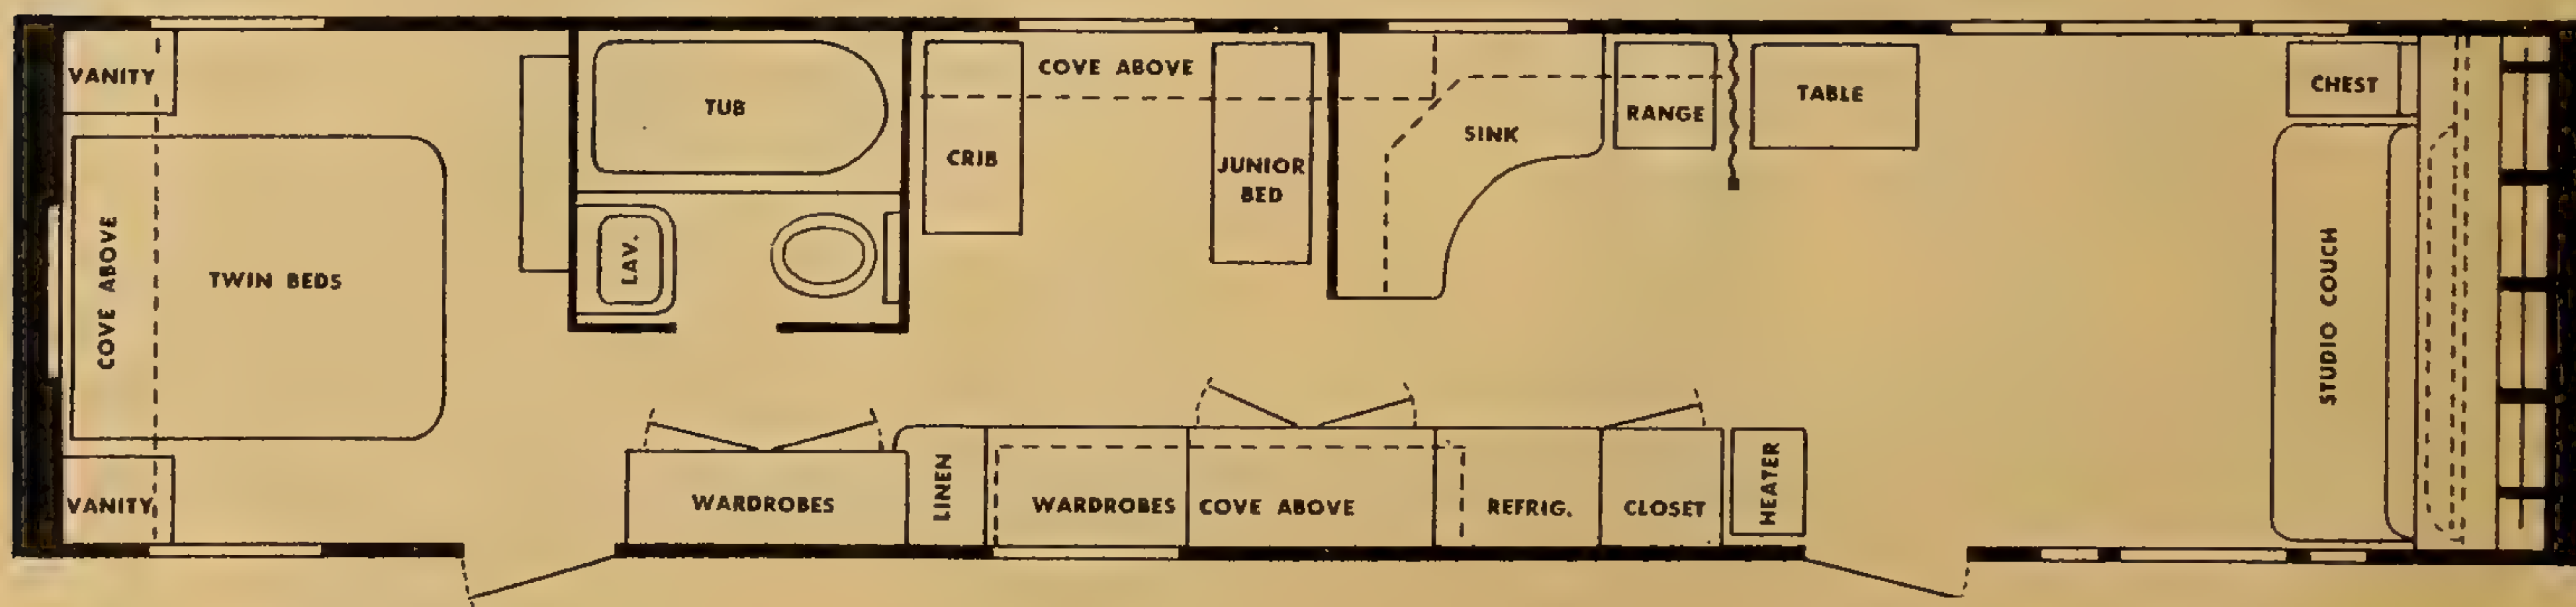 VANITY
COVE ABOVE
TWIN BEDS
VANITY
TUB
LAV.
WARDROBES
LINEN
CRIB
COVE ABOVE
JUNIOR
BED
WARDROBES
COVE ABOVE
SINK
RANGE
REFRIG.
CLOSET
HEATER
TABLE
CHEST
STUDIO COUCH